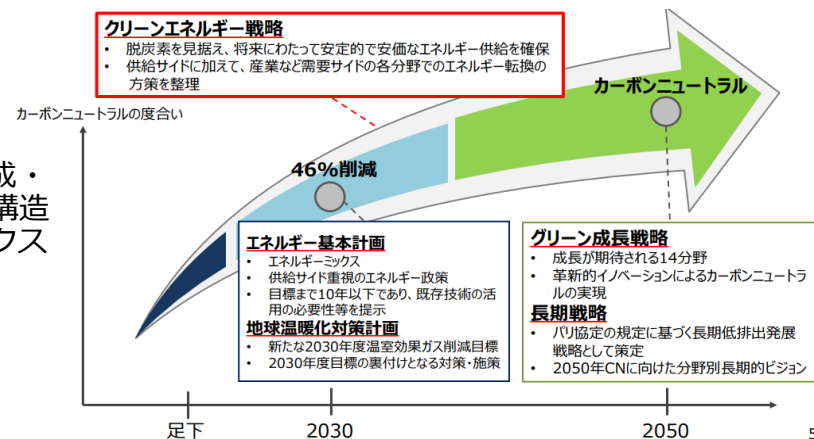 クリーンエネルギー戦略
• 脱炭素を見据え、将来にわたって安定的で安価なエネルギー供給を確保
• 供給サイドに加えて、産業など需要サイドの各分野でのエネルギー転換の
方策を整理
カーボンニュートラルの度合い
カーボンニュートラル
成・
構造
クス
46%削減
エネルギー基本計画
• エネルギーミックス
• 供給サイド重視のエネルギー政策
• 目標まで10年以下であり、既存技術の活
用の必要性等を提示
地球温暖化対策計画
• 新たな2030年度温室効果ガス削減目標
• 2030年度目標の裏付けとなる対策・施策
グリーン成長戦略
• 成長が期待される14分野
• 革新的イノベーションによるカーボンニュートラ
ルの実現
長期戦略
• パリ協定の規定に基づく長期低排出発展
戦略として策定
• 2050年CNに向けた分野別長期的ビジョン
足下
2030
2050
5